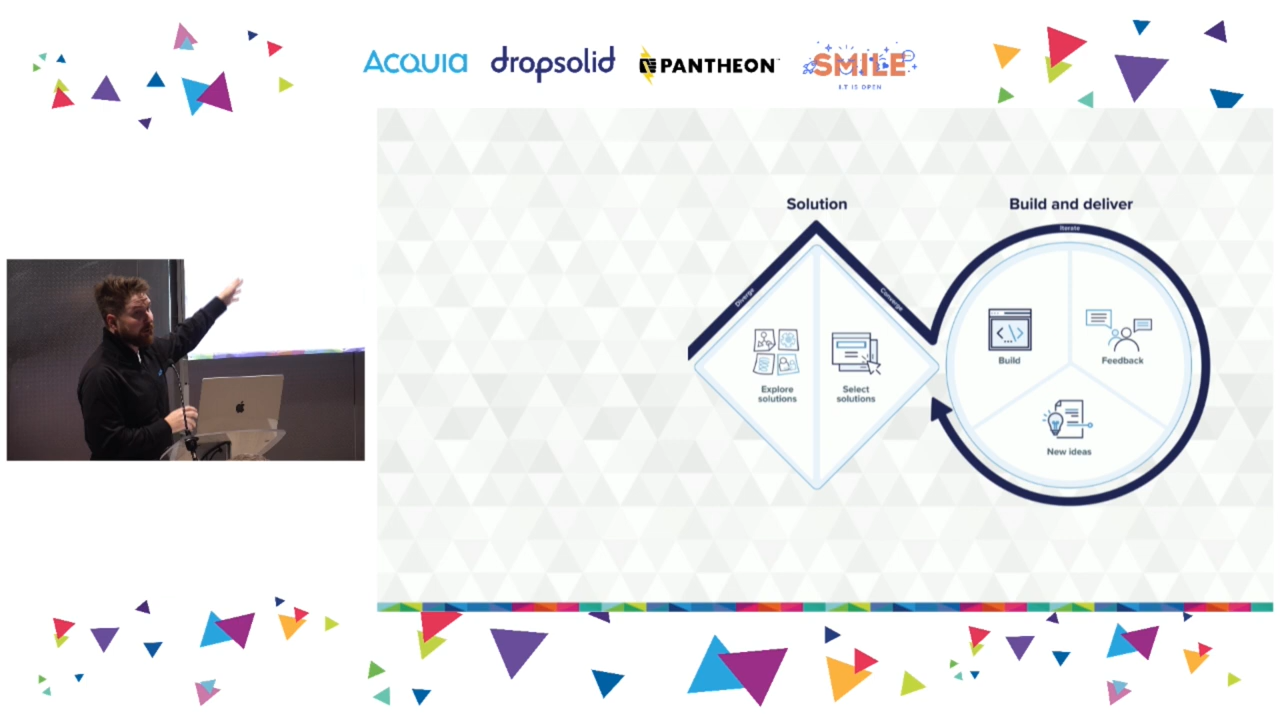 Acquia
dropsolid
PANTHEON
SMILE
I.T IS OPEN
Solution
Build and deliver
Iterate
Diverge
Converge
Build
Feedback
Explore
solutions
Select
solutions
New ideas